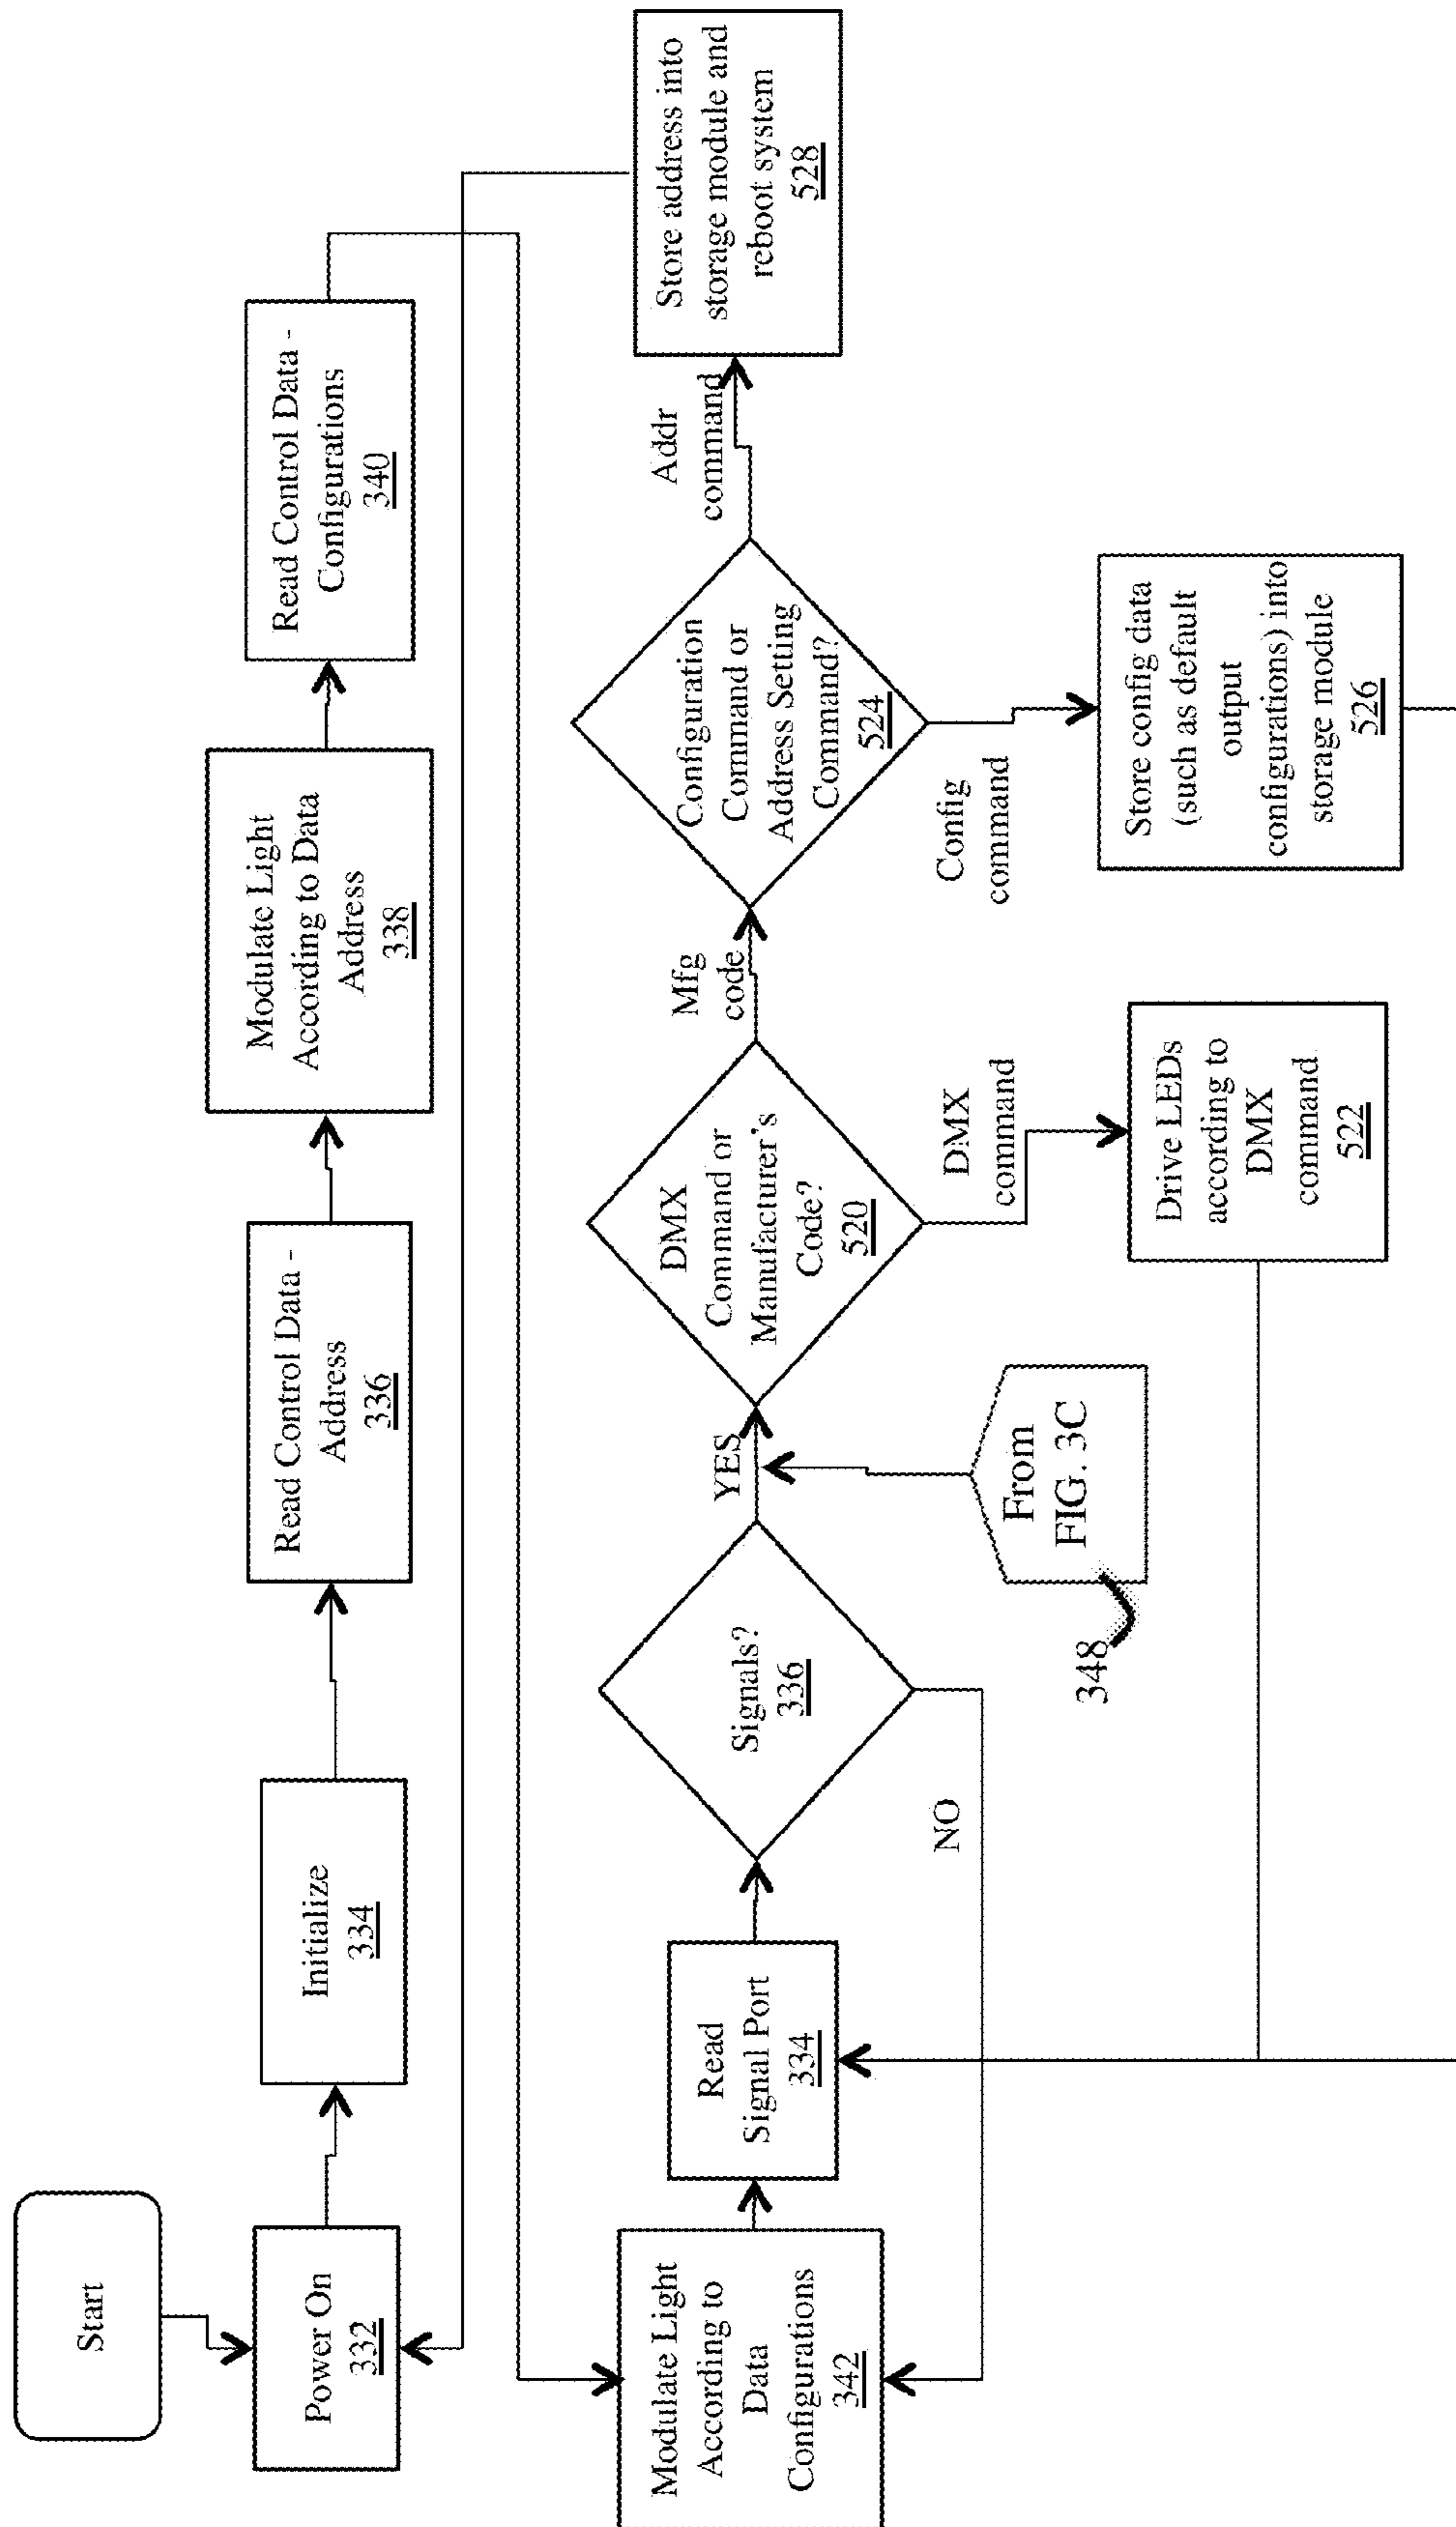 Start
Power On
332
Initialize
334
Read Control Data -
Address
336
Modulate Light
According to Data
Address
338
Read Control Data -
Configurations
340
Modulate Light
According to
Data
Configurations
342
Read
Signal Port
334
Signals?
336
NO
YES
From
FIG. 3C
348
DMX
Command or
Manufacturer's
Code?
520
DMX
command
Drive LEDs
according to
DMX
command
522
Mfg
code
Configuration
Command or
Address Setting
Command?
524
Config
command
Store config data
(such as default
output
configurations) into
storage module
526
Addr
command
Store address into
storage module and
reboot system
528